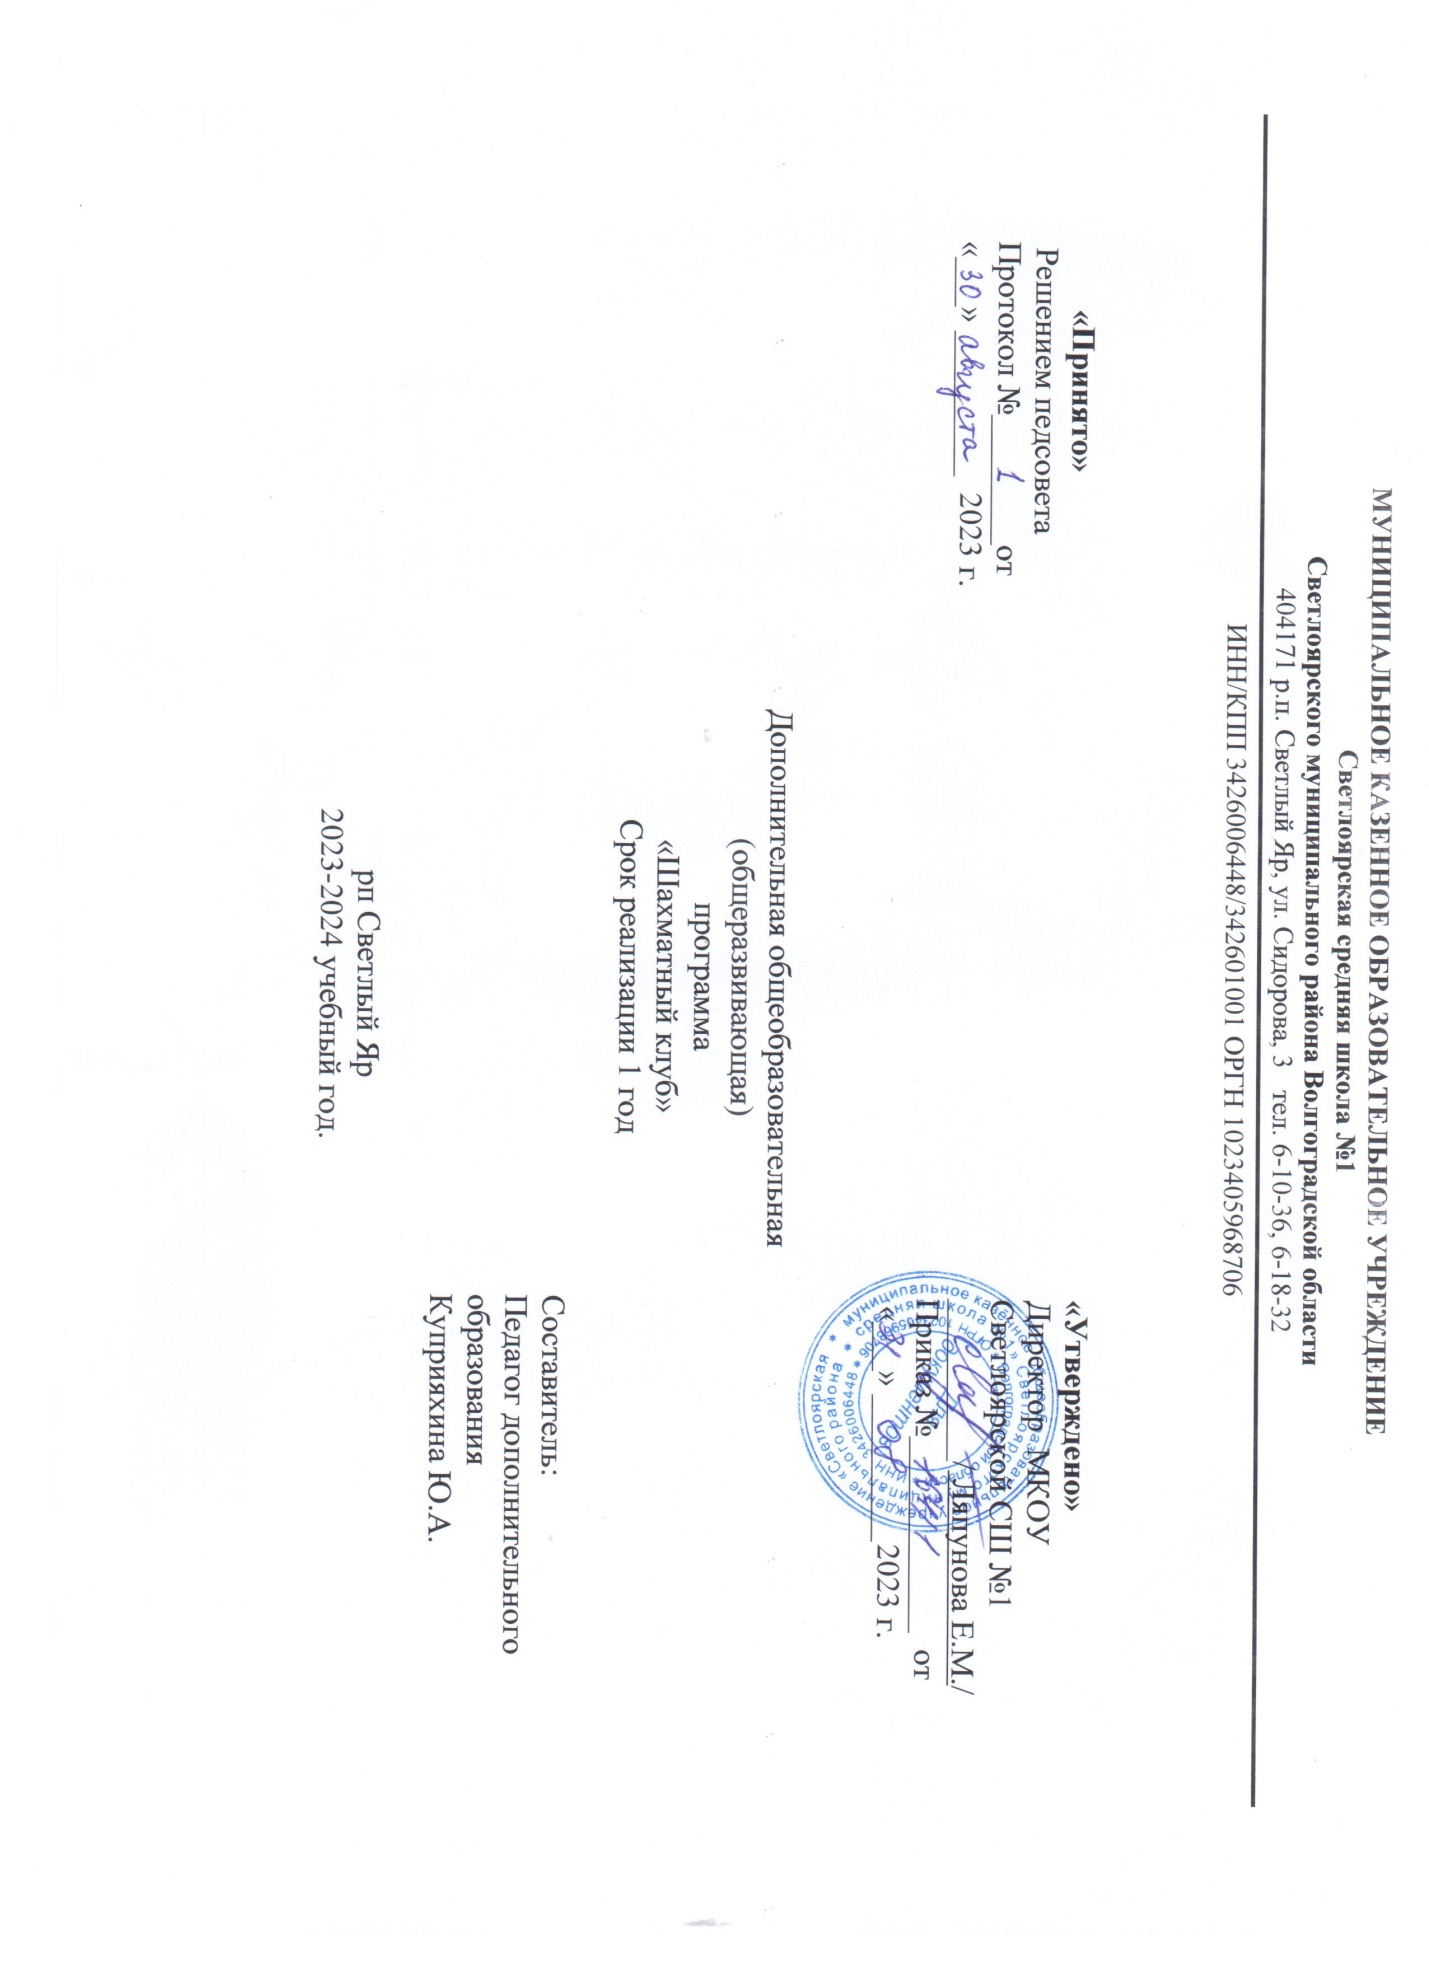 МУНИЦИПАЛЬНОЕ КАЗЕННОЕ ОБРАЗОВАТЕЛЬНОЕ УЧРЕЖДЕНИЕ
Светлоярская средняя школа №1
Светлоярского муниципального района Волгоградской области
404171 р.п. Светлый Яр, ул. Сидорова, 3 тел. 6-10-36, 6-18-32
ИНН/КПП 3426006448/342601001 ОРГН 1023405968706
«Принято»
Решением педсовета
Протокол № 1 от
« 30 » августа 2023 г.
«Утверждено»
Директор МКОУ
Светлоярской СШ №1
/ Ляпунова Е.М./
Приказ № от
« » 2023 г.
Дополнительная общеобразовательная
(общеразвивающая)
программа
«Шахматный клуб»
Срок реализации 1 год
Составитель:
Педагог дополнительного
образования
Куприяхина Ю.А.
рп Светлый Яр
2023-2024 учебный год.